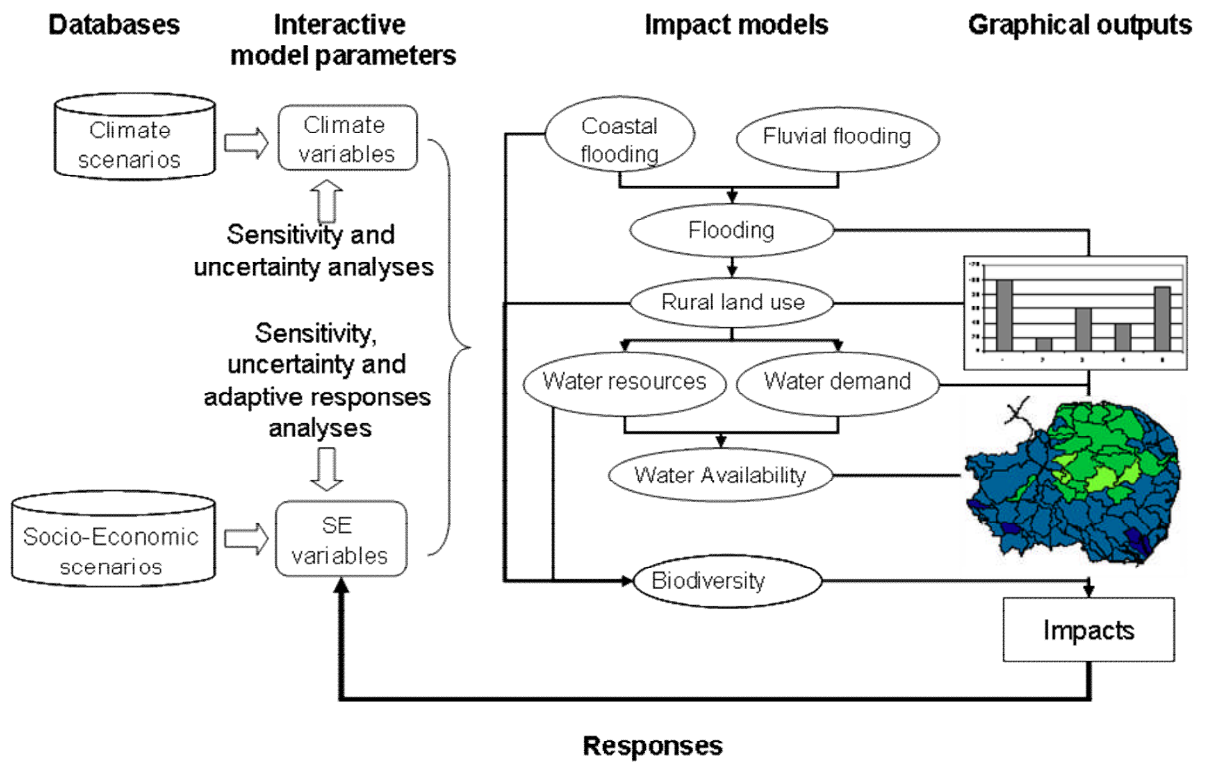 Databases
Interactive
model parameters
Impact models
Graphical outputs
Climate
scenarios
Climate
variables
Coastal
flooding
Fluvial flooding
Sensitivity and
uncertainty analyses
Flooding
Rural land use
Sensitivity,
uncertainty and
adaptive responses
analyses
Water resources
Water demand
Water Availability
Socio-Economic
scenarios
SE
variables
Biodiversity
Impacts
Responses